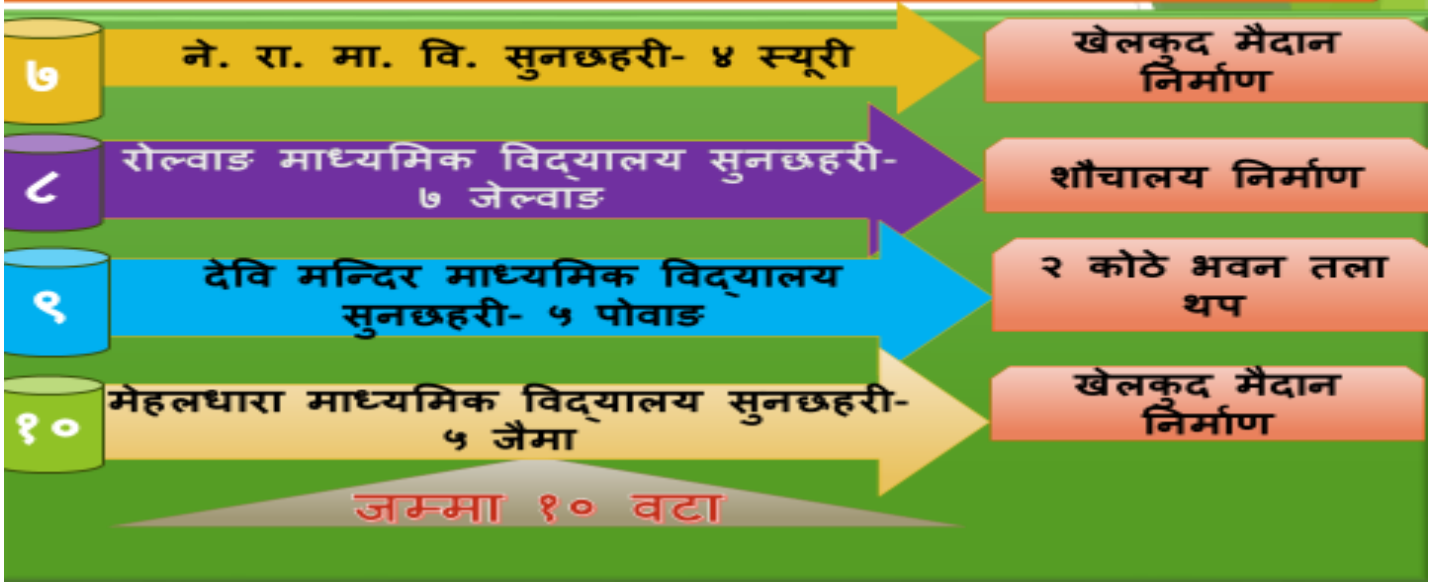 ७
ने. रा. मा. वि. सुनछहरी- ४ स्यूरी
खेलकुद मैदान
निर्माण
८
रोल्वाङ माध्यमिक विद्यालय सुनछहरी-
७ जेल्वाङ
शौचालय निर्माण
९
देवि मन्दिर माध्यमिक विद्यालय
सुनछहरी- ५ पोवाङ
२ कोठे भवन तला
थप
१०
मेहलधारा माध्यमिक विद्यालय सुनछहरी-
५ जैमा
खेलकुद मैदान
निर्माण
जम्मा १० वटा